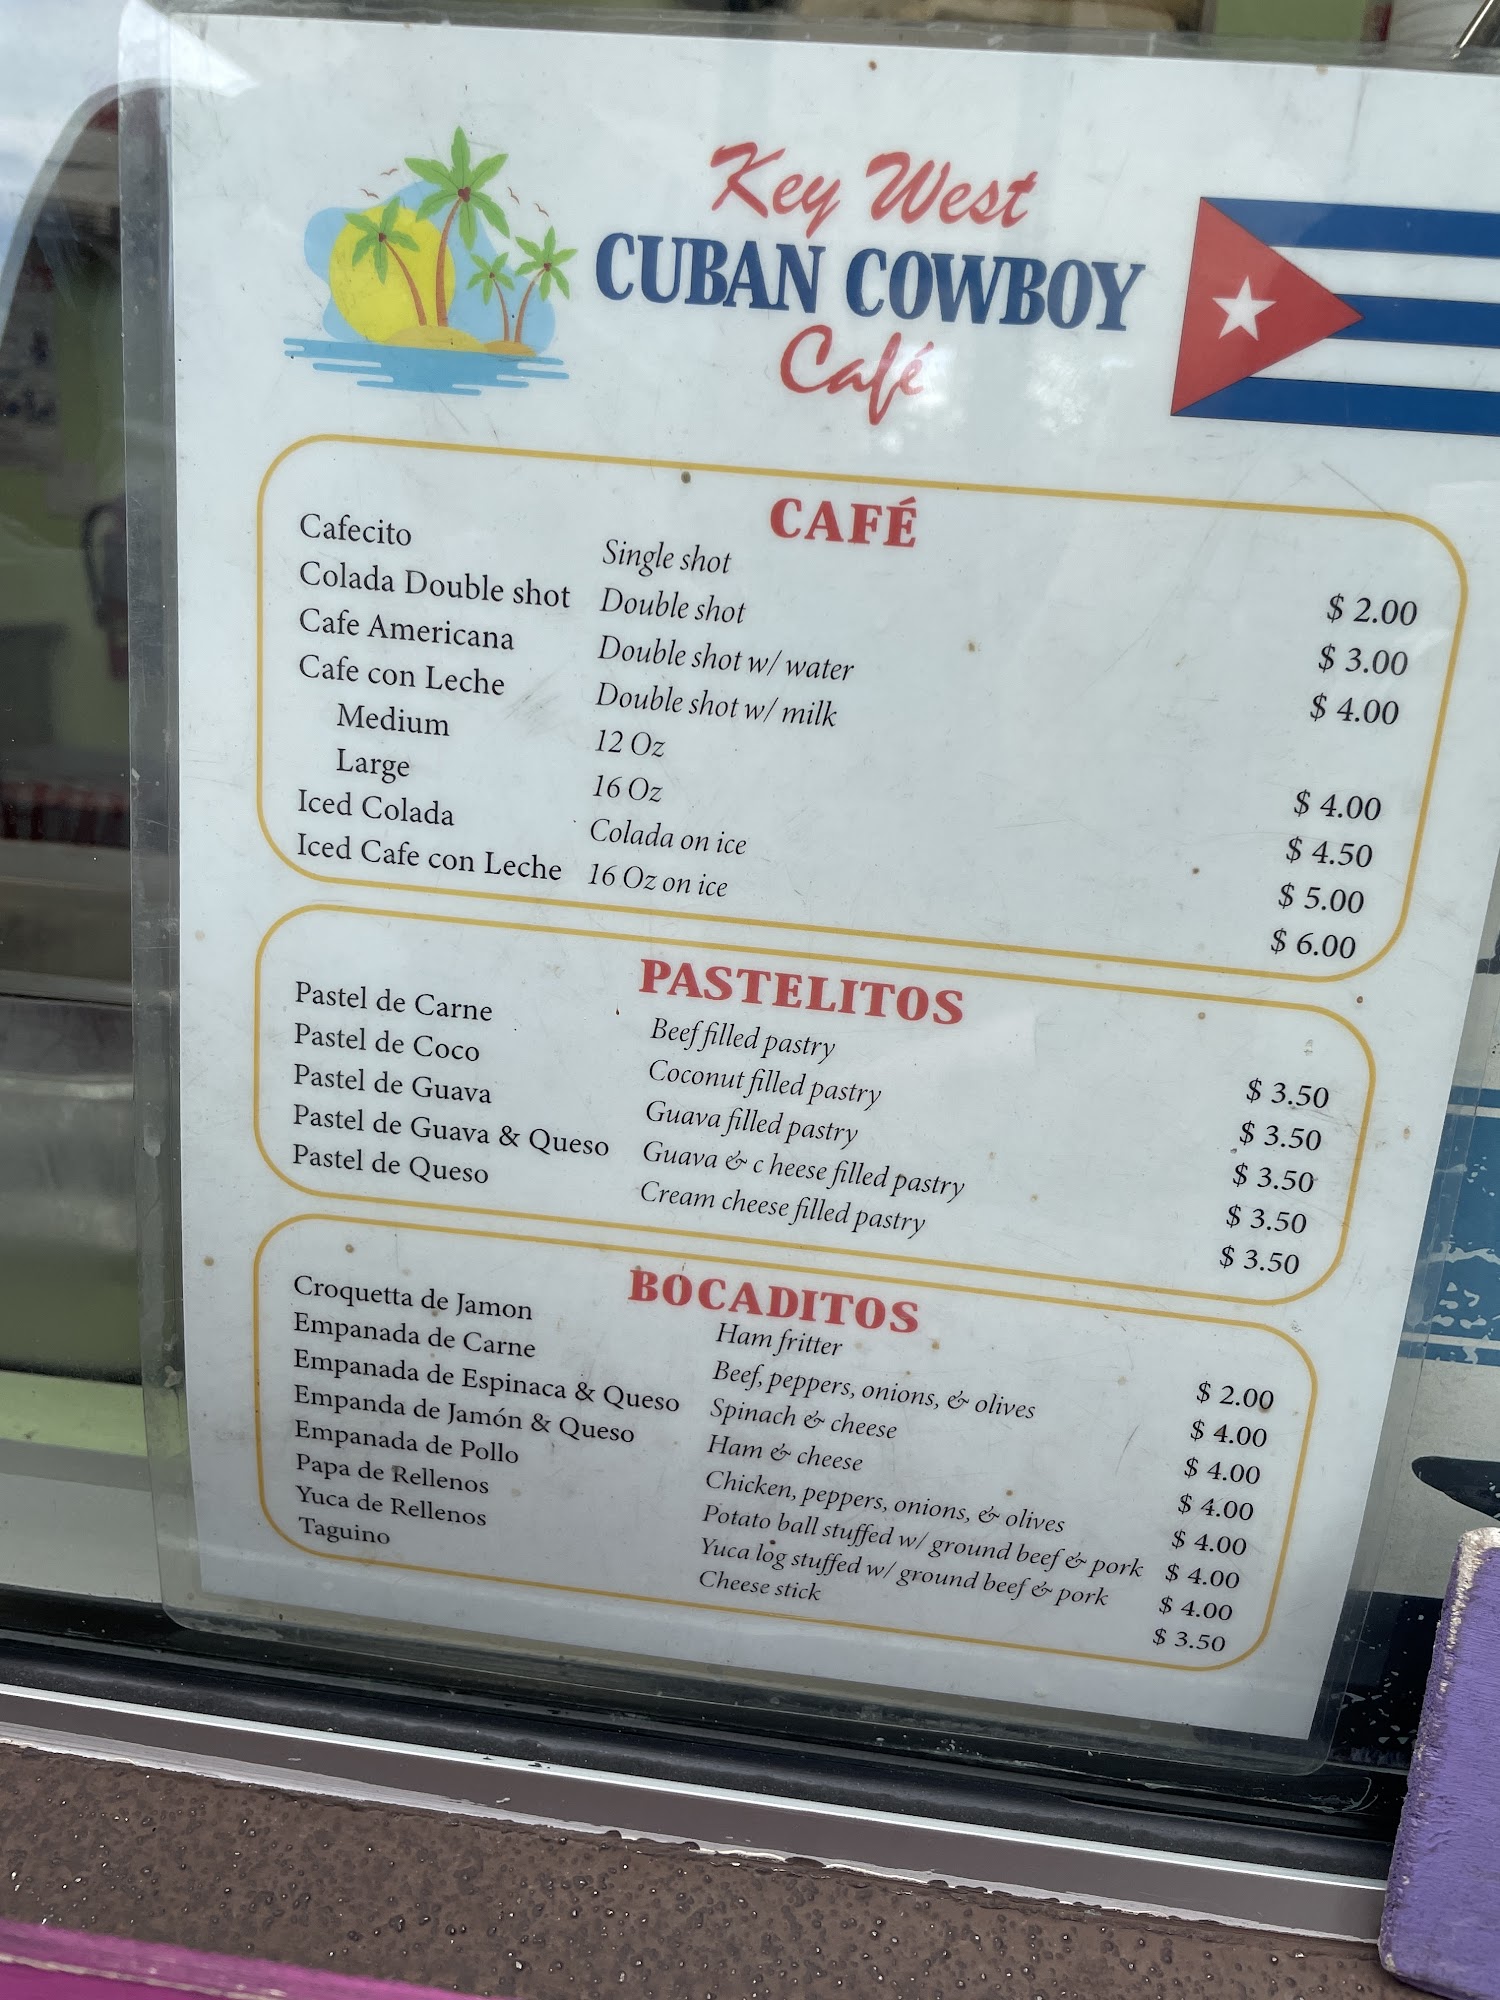 Key West
CUBAN COWBOY
Café
CAFÉ
Cafecito Single shot $ 2.00
Colada Double shot Double shot $ 3.00
Cafe Americana Double shot w/ water $ 4.00
Cafe con Leche Double shot w/ milk
Medium 12 Oz $ 4.00
Large 16 Oz $ 4.50
Iced Colada Colada on ice $ 5.00
Iced Cafe con Leche 16 Oz on ice $ 6.00
PASTELITOS
Pastel de Carne Beef filled pastry $ 3.50
Pastel de Coco Coconut filled pastry $ 3.50
Pastel de Guava Guava filled pastry $ 3.50
Pastel de Guava & Queso Guava & c heese filled pastry $ 3.50
Pastel de Queso Cream cheese filled pastry $ 3.50
BOCADITOS
Croquetta de Jamon Ham fritter $ 2.00
Empanada de Carne Beef, peppers, onions, & olives $ 4.00
Empanada de Espinaca & Queso Spinach & cheese $ 4.00
Empanda de Jamón & Queso Ham & cheese $ 4.00
Empanada de Pollo Chicken, peppers, onions, & olives $ 4.00
Papa de Rellenos Potato ball stuffed w/ ground beef & pork $ 4.00
Yuca de Rellenos Yuca log stuffed w/ ground beef & pork $ 4.00
Taguino Cheese stick $ 3.50